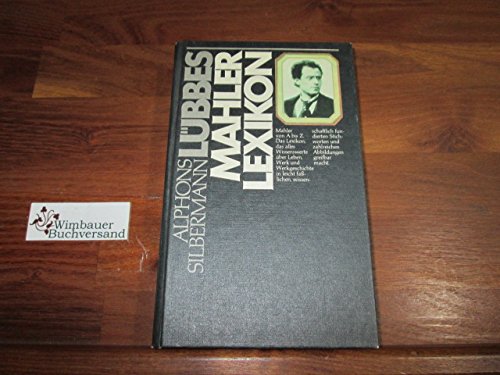 ALPHONS
SILBERMANN
LÜBBES
MAHLER
LEXIKON
Mahler
von A bis Z.
Das Lexikon,
das alles
Wissenswerte
über Leben,
Werk und
Werkgeschichte
in leicht faß-
lichen, wissen-
schaftlich fun-
dierten Stich-
worten und
zahlreichen
Abbildungen
greifbar
macht.
Wimbauer
Buchversand